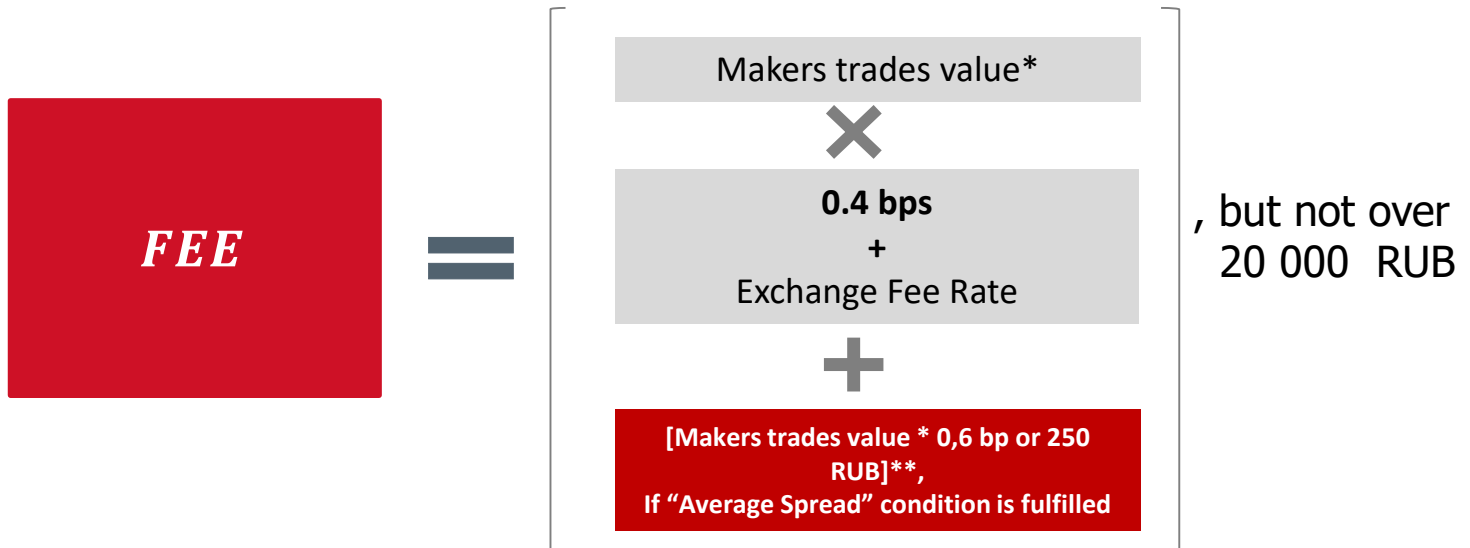 FEE
=
Makers trades value*
×
0.4 bps
+
Exchange Fee Rate
+
[Makers trades value * 0,6 bp or 250
RUB]**,
If “Average Spread” condition is fulfilled
, but not over
20 000 RUB